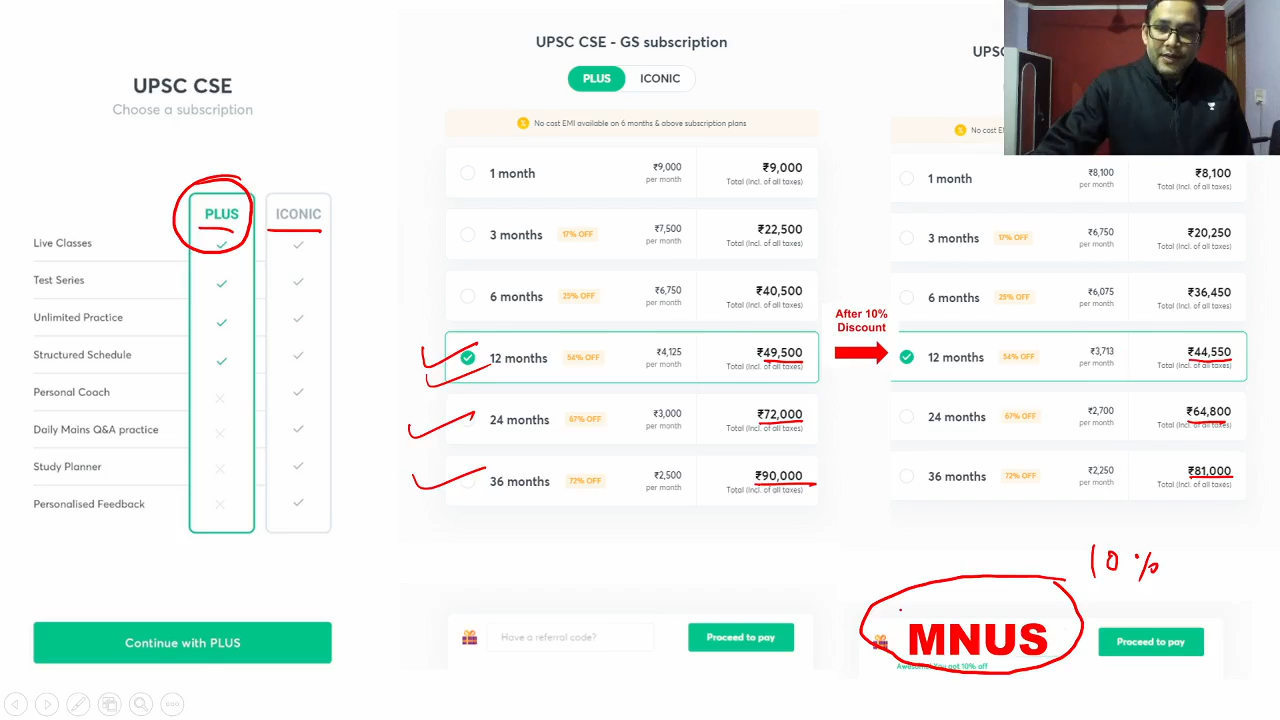 UPSC CSE
Choose a subscription
PLUS ICONIC
Live Classes
Test Series
Unlimited Practice
Structured Schedule
Personal Coach
Daily Mains Q&A practice
Study Planner
Personalised Feedback
Continue with PLUS
UPSC CSE - GS subscription
PLUS ICONIC
No cost EMI available on 6 months & above subscription plans
1 month ₹9,000 ₹9,000
per month Total (Incl. of all taxes)
3 months 17% OFF ₹7,500 ₹22,500
per month Total (Incl. of all taxes)
6 months 25% OFF ₹6,750 ₹40,500
per month Total (Incl. of all taxes)
12 months 54% OFF ₹4,125 ₹49,500
per month Total (Incl. of all taxes)
24 months 67% OFF ₹3,000 ₹72,000
per month Total (Incl. of all taxes)
36 months 72% OFF ₹2,500 ₹90,000
per month Total (Incl. of all taxes)
Have a referral code? Proceed to pay
After 10%
Discount
UPSC
No cost EMI
1 month ₹8,100 ₹8,100
per month Total (Incl. of all taxes)
3 months 17% OFF ₹6,750 ₹20,250
per month Total (Incl. of all taxes)
6 months 25% OFF ₹6,075 ₹36,450
per month Total (Incl. of all taxes)
12 months 54% OFF ₹3,713 ₹44,550
per month Total (Incl. of all taxes)
24 months 67% OFF ₹2,700 ₹64,800
per month Total (Incl. of all taxes)
36 months 72% OFF ₹2,250 ₹81,000
per month Total (Incl. of all taxes)
10 %
MNUS Proceed to pay
Awesome! You got 10% off